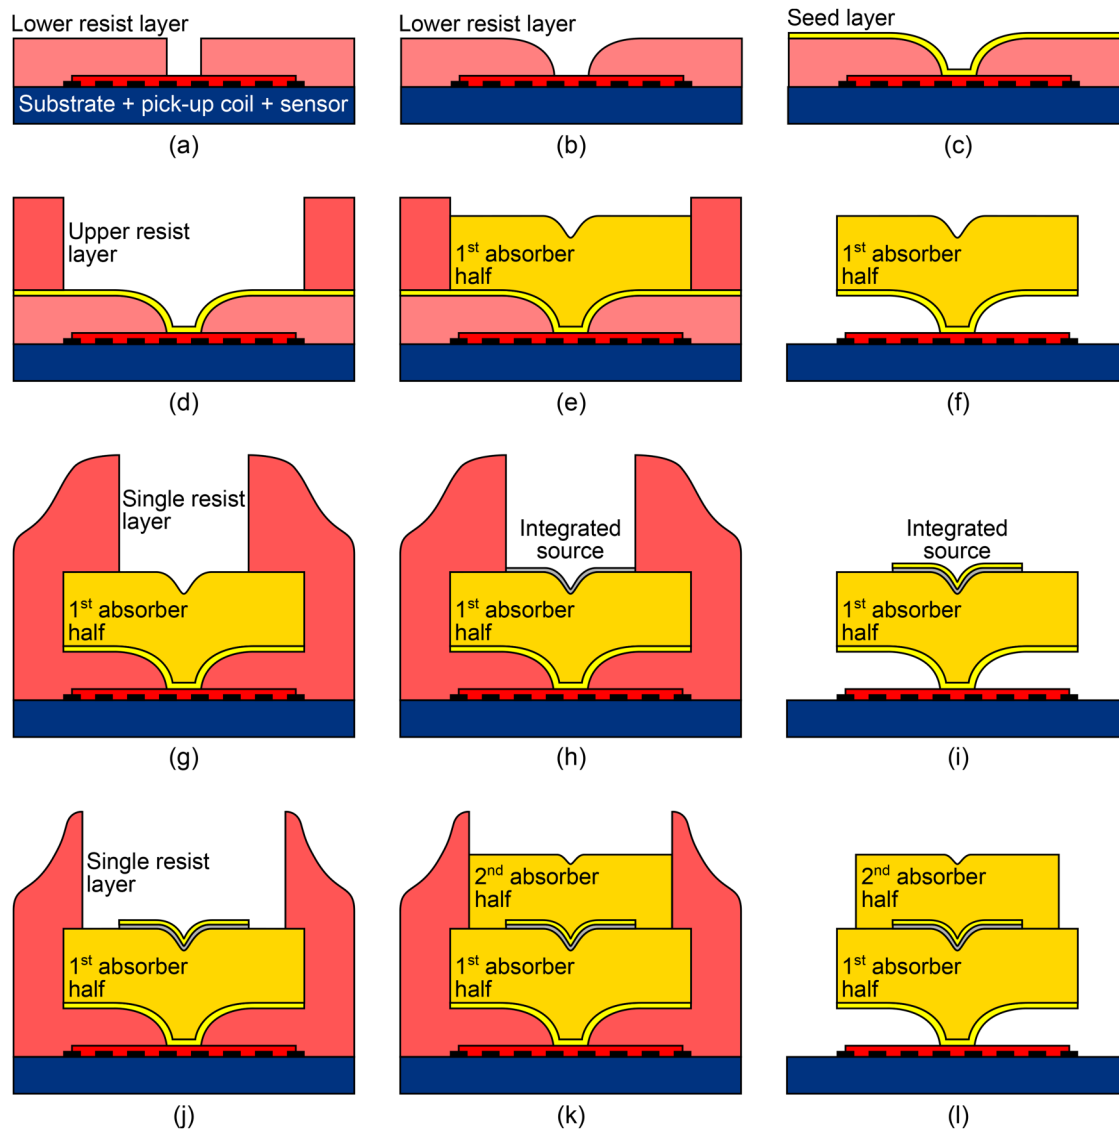 Lower resist layer
Substrate + pick-up coil + sensor
(a)
Lower resist layer
(b)
Seed layer
(c)
Upper resist
layer
(d)
1st absorber
half
(e)
1st absorber
half
(f)
Single resist
layer
1st absorber
half
(g)
Integrated
source
1st absorber
half
(h)
Integrated
source
1st absorber
half
(i)
Single resist
layer
1st absorber
half
(j)
2nd absorber
half
1st absorber
half
(k)
2nd absorber
half
1st absorber
half
(l)